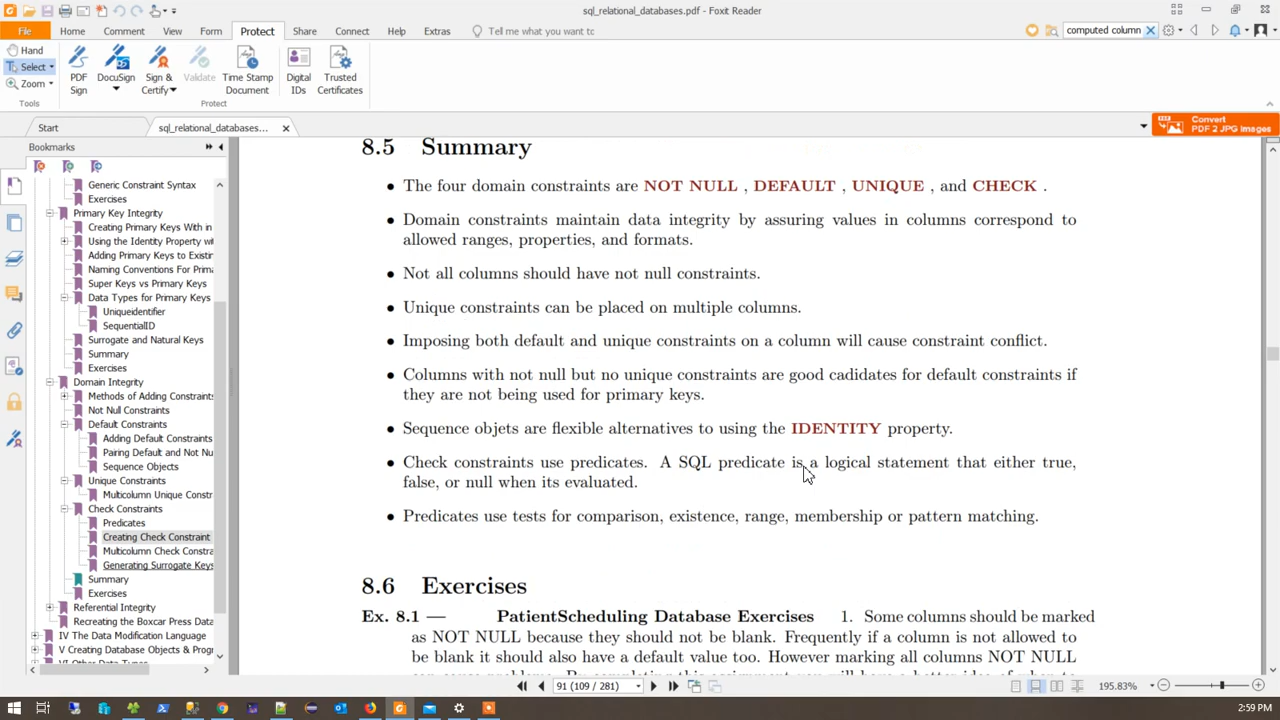 sql_relational_databases.pdf - Foxit Reader
File Home Comment View Form Protect Share Connect Help Extras Tell me what you want tc computed column
Hand
Select
Zoom
Tools
PDF Sign
DocuSign
Sign & Certify
Validate
Time Stamp Document
Protect
Digital IDs
Trusted Certificates
Start sql_relational_databases...
Convert
PDF 2 JPG Images
Bookmarks
Generic Constraint Syntax
Exercises
Primary Key Integrity
Creating Primary Keys With in
Using the Identity Property wi
Adding Primary Keys to Existin
Naming Conventions For Prima
Super Keys vs Primary Keys
Data Types for Primary Keys
Uniqueidentifier
SequentialID
Surrogate and Natural Keys
Summary
Exercises
Domain Integrity
Methods of Adding Constraints
Not Null Constraints
Default Constraints
Adding Default Constraints
Pairing Default and Not Nu
Sequence Objects
Unique Constraints
Multicolumn Unique Constr
Check Constraints
Predicates
Creating Check Constraint
Multicolumn Check Constra
Generating Surrogate Keys
Summary
Exercises
Referential Integrity
Recreating the Boxcar Press Data
IV The Data Modification Language
V Creating Database Objects & Progr
8.5 Summary
• The four domain constraints are NOT NULL , DEFAULT , UNIQUE , and CHECK .
• Domain constraints maintain data integrity by assuring values in columns correspond to
allowed ranges, properties, and formats.
• Not all columns should have not null constraints.
• Unique constraints can be placed on multiple columns.
• Imposing both default and unique constraints on a column will cause constraint conflict.
• Columns with not null but no unique constraints are good cadidates for default constraints if
they are not being used for primary keys.
• Sequence objets are flexible alternatives to using the IDENTITY property.
• Check constraints use predicates. A SQL predicate is a logical statement that either true,
false, or null when its evaluated.
• Predicates use tests for comparison, existence, range, membership or pattern matching.
8.6 Exercises
Ex. 8.1 — PatientScheduling Database Exercises 1. Some columns should be marked
as NOT NULL because they should not be blank. Frequently if a column is not allowed to
be blank it should also have a default value too. However marking all columns NOT NULL
91 (109 / 281) 195.83%
2:59 PM